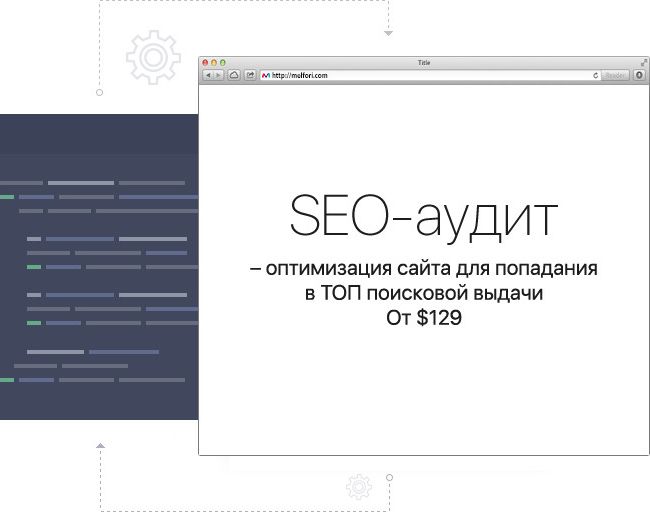 Title
http://melfori.com
Reader
SEO-аудит
– оптимизация сайта для попадания
в ТОП поисковой выдачи
От $129